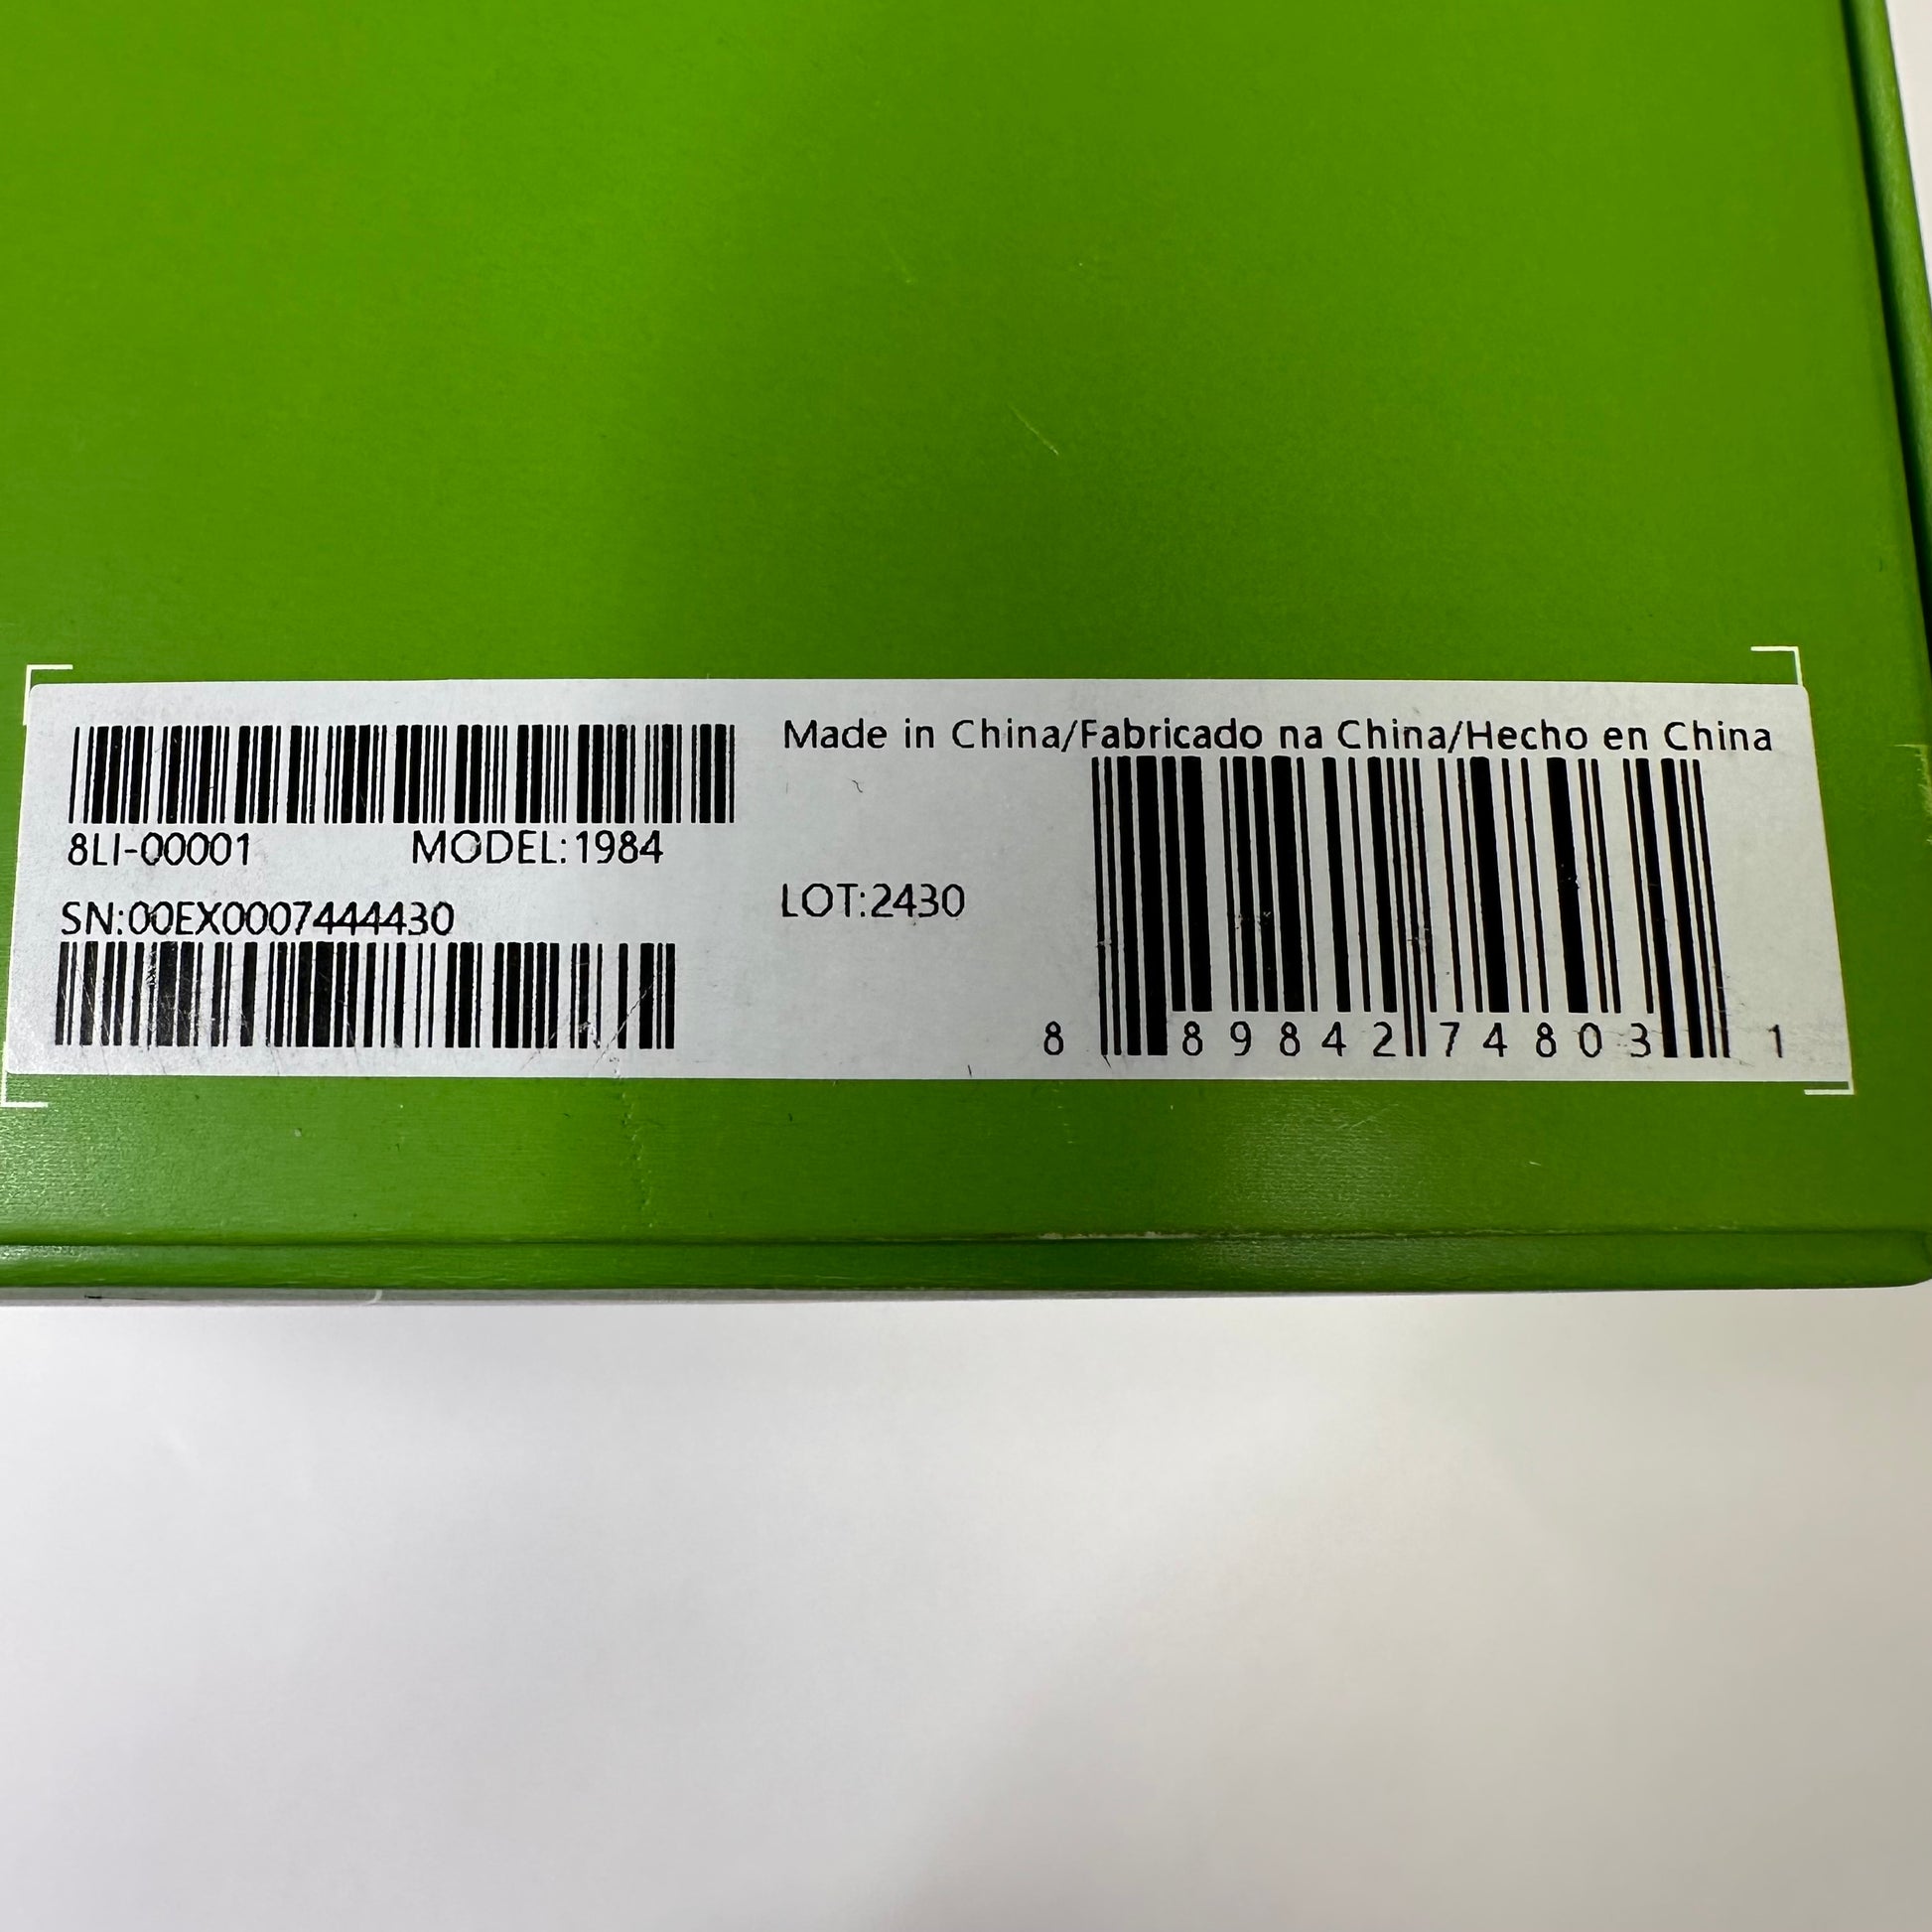 Made in China/Fabricado na China/Hecho en China
8LI-00001 MODEL:1984
SN:00EX0007444430
LOT:2430
8 89842 74803 1